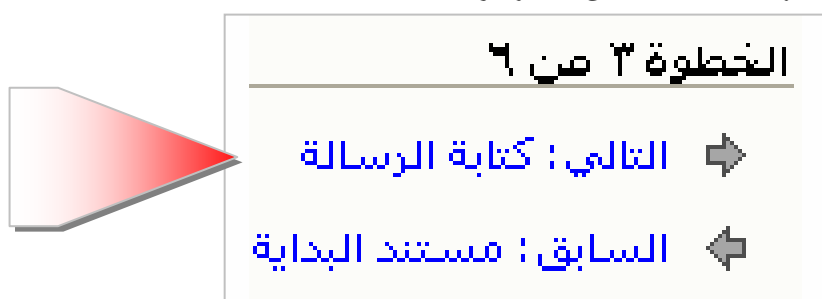 الخطوة ٣ من ٦
التالي: كتابة الرسالة
السابق: مستند البداية